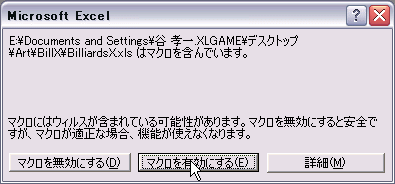 Microsoft Excel
E:¥Documents and Settings¥谷 孝一.XLGAME¥デスクトップ
¥Art¥BillX¥BilliardsX.xls はマクロを含んでいます。
マクロにはウィルスが含まれている可能性があります。マクロを無効にすると安全で
すが、マクロが適正な場合、機能が使えなくなります。
マクロを無効にする(D) マクロを有効にする(E) 詳細(M)